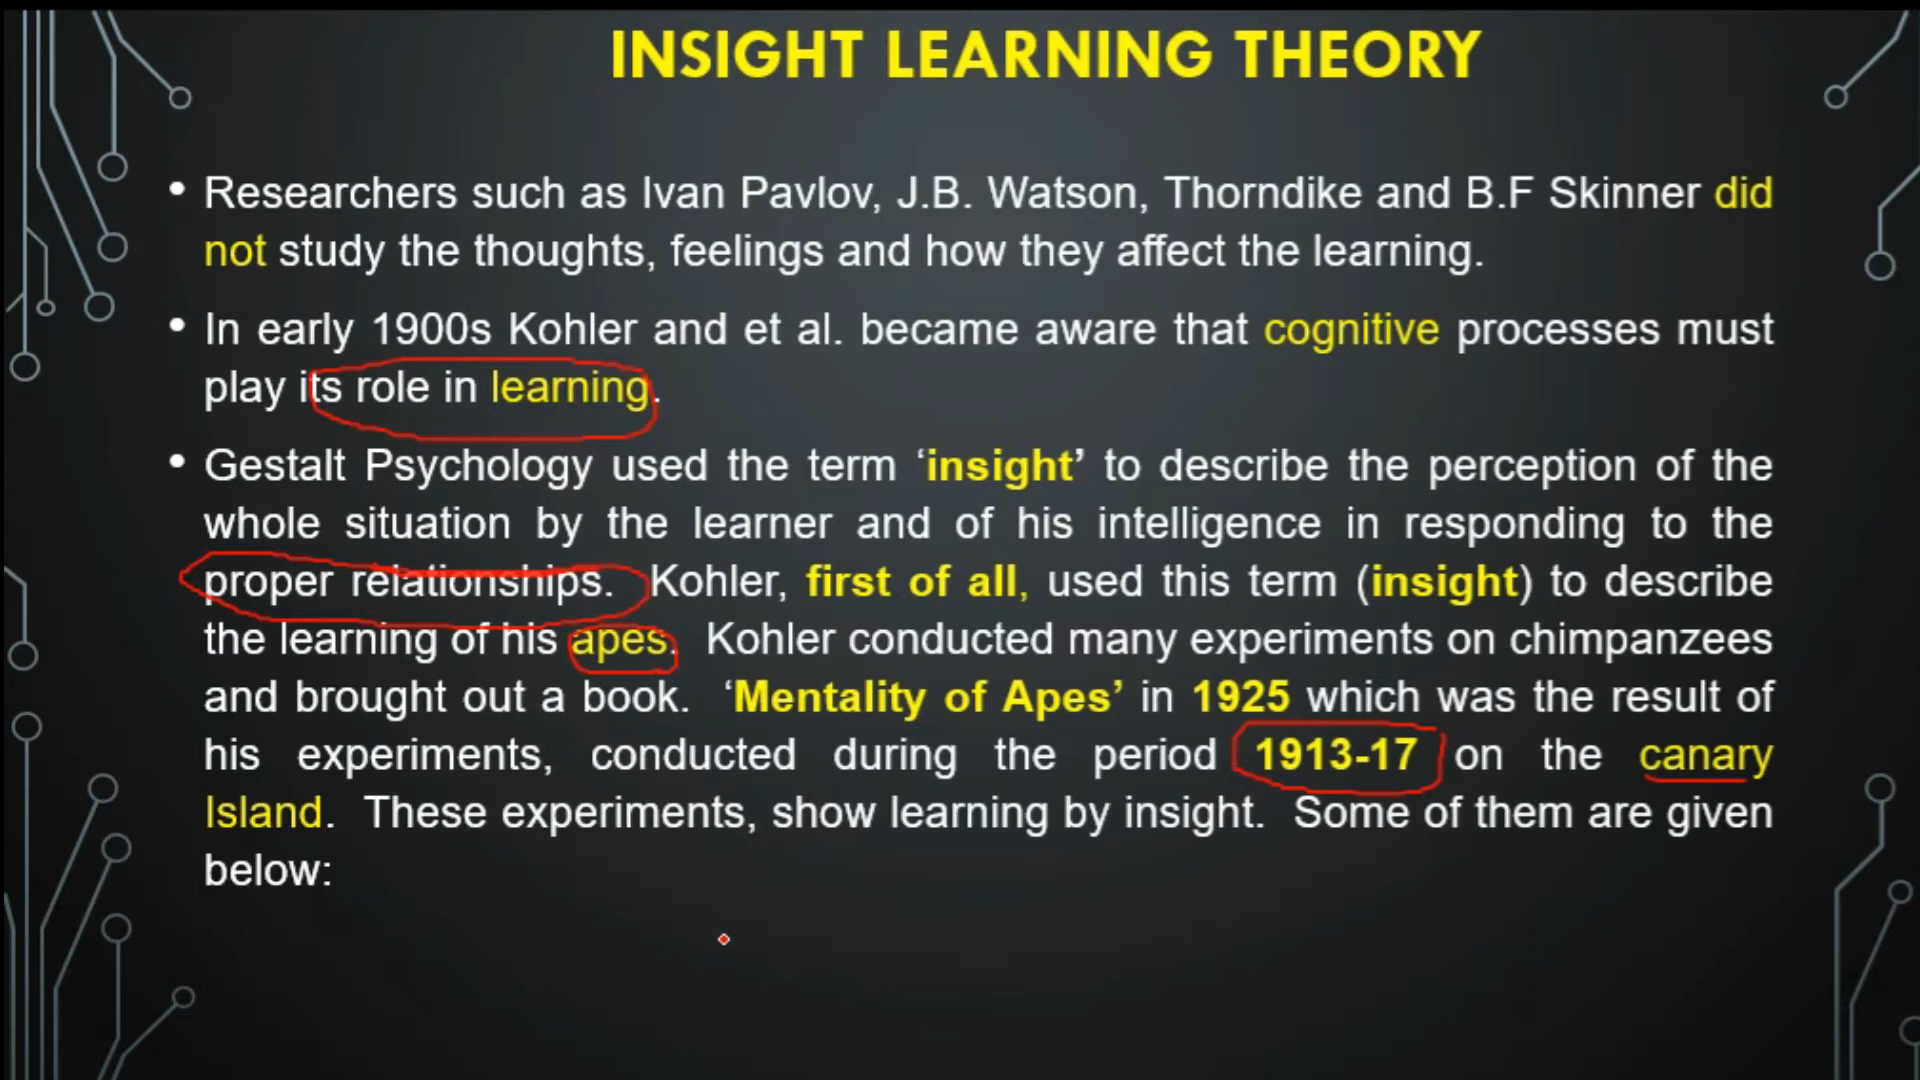 INSIGHT LEARNING THEORY
• Researchers such as Ivan Pavlov, J.B. Watson, Thorndike and B.F Skinner did
not study the thoughts, feelings and how they affect the learning.
• In early 1900s Kohler and et al. became aware that cognitive processes must
play its role in learning.
• Gestalt Psychology used the term ‘insight’ to describe the perception of the
whole situation by the learner and of his intelligence in responding to the
proper relationships. Kohler, first of all, used this term (insight) to describe
the learning of his apes. Kohler conducted many experiments on chimpanzees
and brought out a book. ‘Mentality of Apes’ in 1925 which was the result of
his experiments, conducted during the period 1913-17 on the canary
Island. These experiments, show learning by insight. Some of them are given
below: